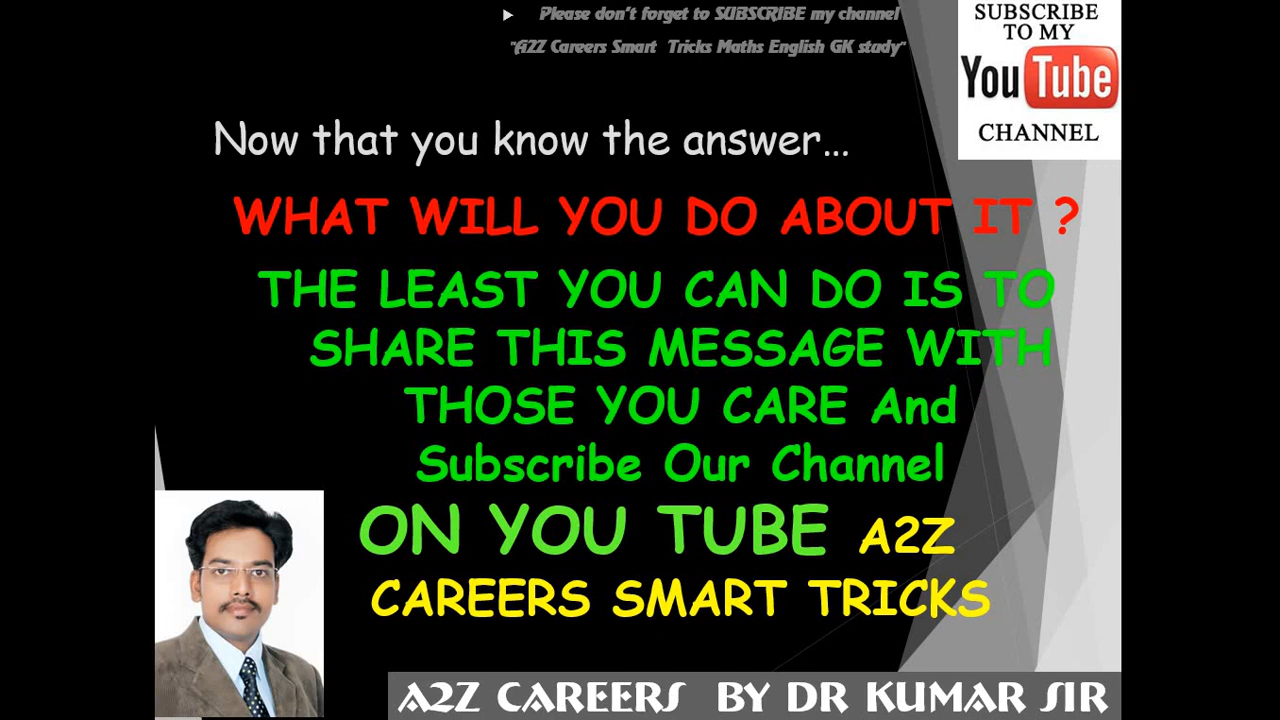 Please don't forget to SUBSCRIBE my channel
"A2Z Careers Smart Tricks Maths English GK study"
SUBSCRIBE
TO MY
YouTube
CHANNEL
Now that you know the answer...
WHAT WILL YOU DO ABOUT IT ?
THE LEAST YOU CAN DO IS TO
SHARE THIS MESSAGE WITH
THOSE YOU CARE And
Subscribe Our Channel
ON YOU TUBE A2Z
CAREERS SMART TRICKS
A2Z CAREERS BY DR KUMAR SIR